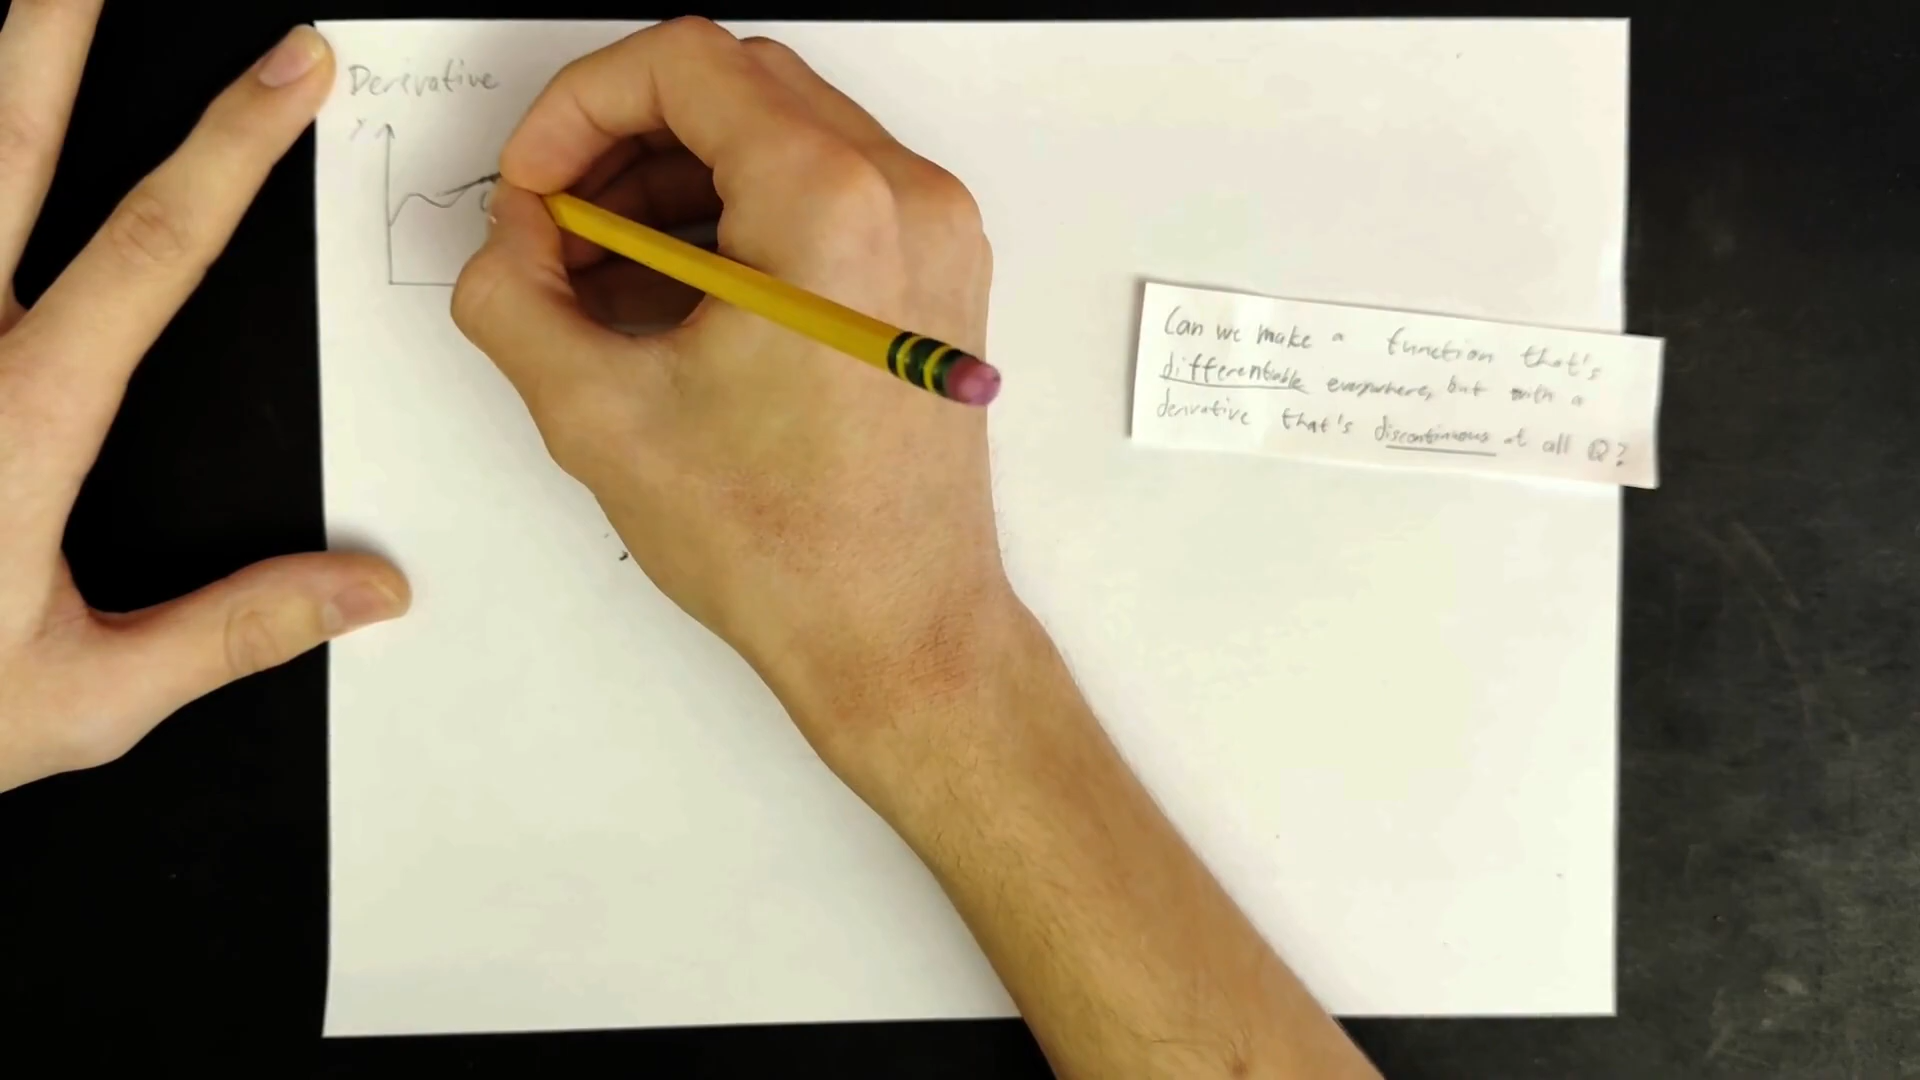 Derivative
y
Can we make a function that's
differentiable everywhere, but with a
derivative that's discontinuous at all ℚ?